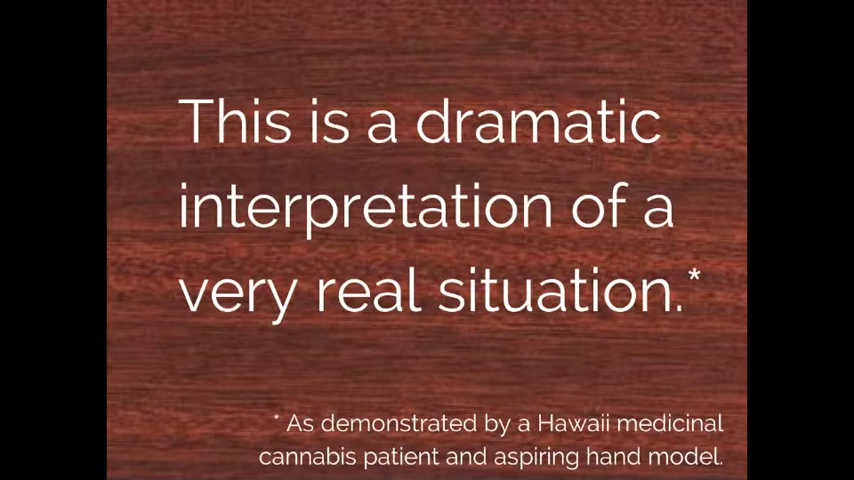 This is a dramatic
interpretation of a
very real situation.*
* As demonstrated by a Hawaii medicinal
cannabis patient and aspiring hand model.